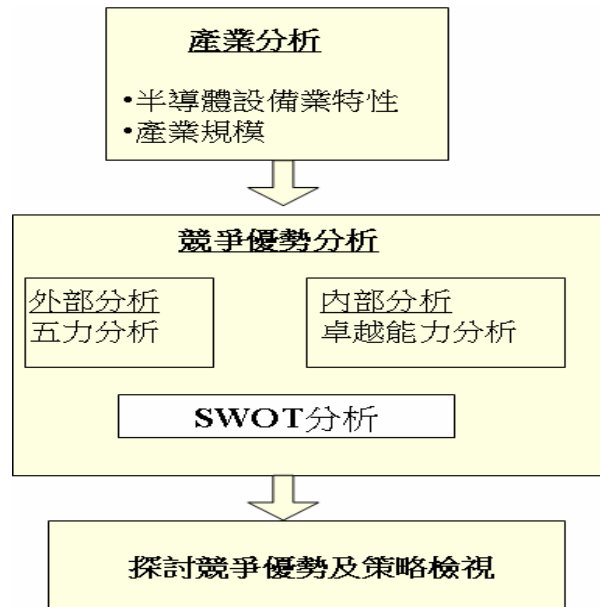 產業分析
•半導體設備業特性
•產業規模
競爭優勢分析
外部分析
五力分析
內部分析
卓越能力分析
SWOT分析
探討競爭優勢及策略檢視